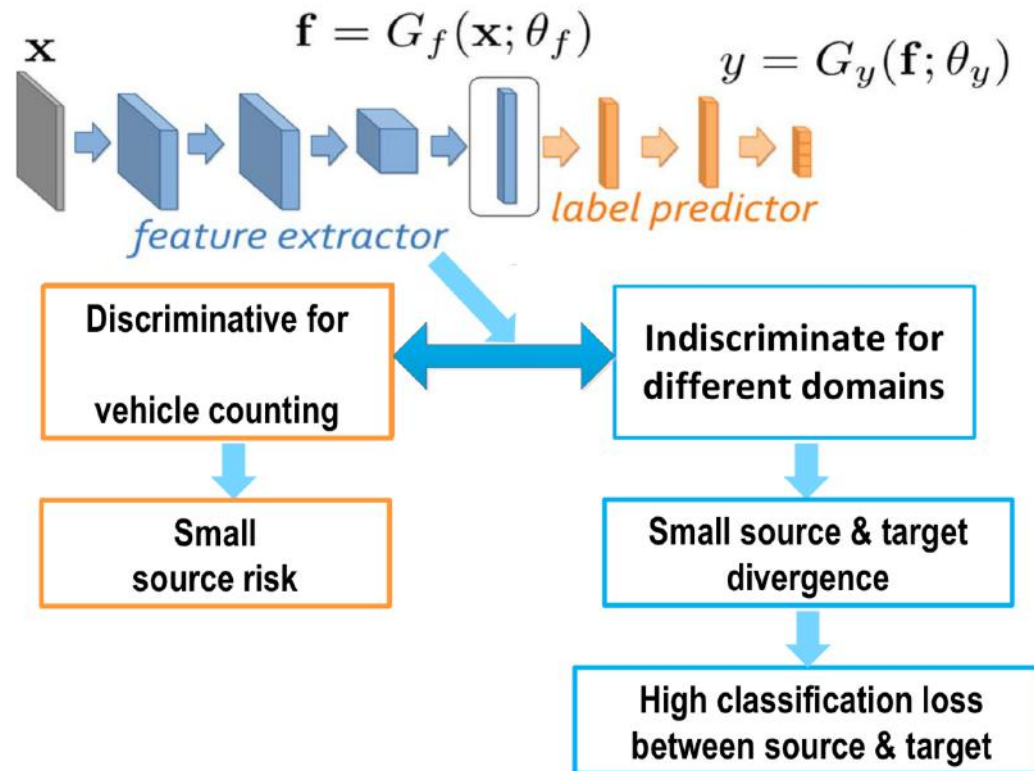 x
f = G_f(x; θ_f)
y = G_y(f; θ_y)
feature extractor
label predictor
Discriminative for
vehicle counting
Indiscriminate for
different domains
Small
source risk
Small source & target
divergence
High classification loss
between source & target